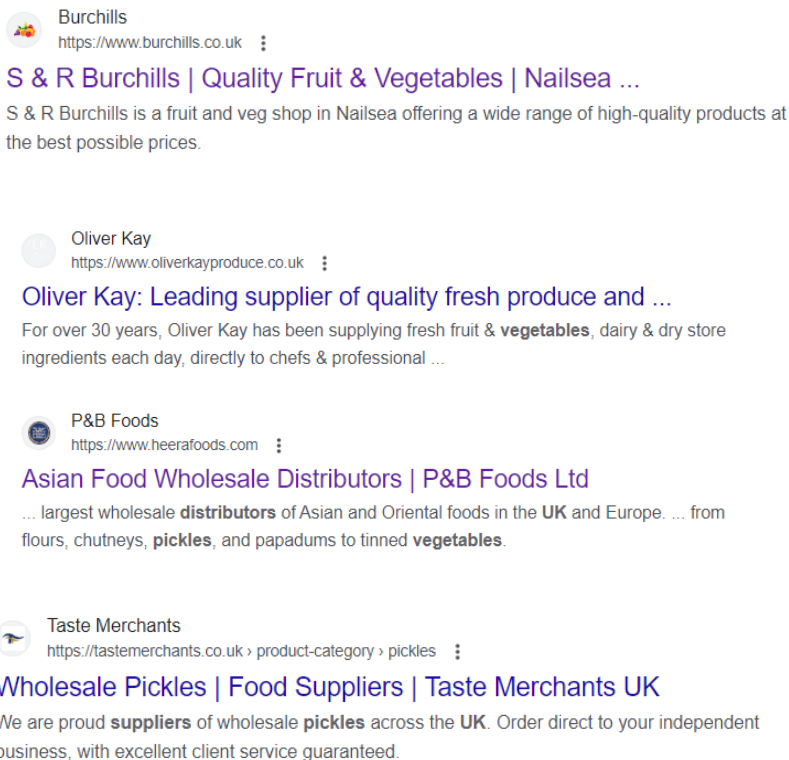 Burchills
https://www.burchills.co.uk
S & R Burchills | Quality Fruit & Vegetables | Nailsea ...
S & R Burchills is a fruit and veg shop in Nailsea offering a wide range of high-quality products at
the best possible prices.
Oliver Kay
https://www.oliverkayproduce.co.uk
Oliver Kay: Leading supplier of quality fresh produce and ...
For over 30 years, Oliver Kay has been supplying fresh fruit & vegetables, dairy & dry store
ingredients each day, directly to chefs & professional ...
P&B Foods
https://www.heerafoods.com
Asian Food Wholesale Distributors | P&B Foods Ltd
... largest wholesale distributors of Asian and Oriental foods in the UK and Europe. ... from
flours, chutneys, pickles, and papadums to tinned vegetables.
Taste Merchants
https://tastemerchants.co.uk › product-category › pickles
Wholesale Pickles | Food Suppliers | Taste Merchants UK
We are proud suppliers of wholesale pickles across the UK. Order direct to your independent
business, with excellent client service guaranteed.